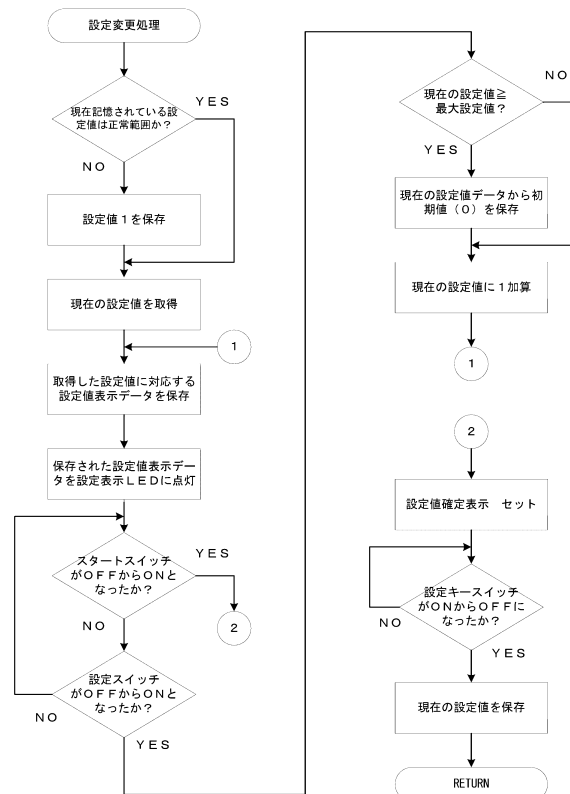 設定変更処理
現在記憶されている設
定値は正常範囲か？
YES
NO
設定値１を保存
現在の設定値を取得
1
取得した設定値に対応する
設定値表示データを保存
保存された設定値表示デー
タを設定表示ＬＥＤに点灯
スタートスイッチ
がＯＦＦからＯＮと
なったか？
YES
2
NO
設定スイッチ
がＯＦＦからＯＮと
なったか？
NO
YES
現在の設定値≧
最大設定値？
NO
YES
現在の設定値データから初
期値（０）を保存
現在の設定値に１加算
1
2
設定値確定表示　セット
設定キースイッチ
がＯＮからＯＦＦに
なったか？
NO
YES
現在の設定値を保存
RETURN